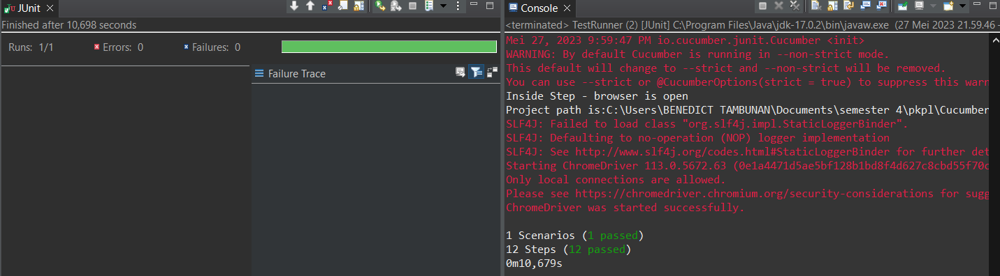 JUnit
Finished after 10,698 seconds
Runs: 1/1
Errors: 0
Failures: 0
Failure Trace
Console
<terminated> TestRunner (2) [JUnit] C:\Program Files\Java\jdk-17.0.2\bin\javaw.exe (27 Mei 2023 21.59.46 –
Mei 27, 2023 9:59:47 PM io.cucumber.junit.Cucumber <init>
WARNING: By default Cucumber is running in --non-strict mode.
This default will change to --strict and --non-strict will be removed.
You can use --strict or @CucumberOptions(strict = true) to suppress this warn
Inside Step - browser is open
Project path is:C:\Users\BENEDICT TAMBUNAN\Documents\semester 4\pkpl\Cucumber
SLF4J: Failed to load class "org.slf4j.impl.StaticLoggerBinder".
SLF4J: Defaulting to no-operation (NOP) logger implementation
SLF4J: See http://www.slf4j.org/codes.html#StaticLoggerBinder for further det
Starting ChromeDriver 113.0.5672.63 (0e1a4471d5ae5bf128b1bd8f4d627c8cbd55f70c
Only local connections are allowed.
Please see https://chromedriver.chromium.org/security-considerations for sugg
ChromeDriver was started successfully.
1 Scenarios (1 passed)
12 Steps (12 passed)
0m10,679s